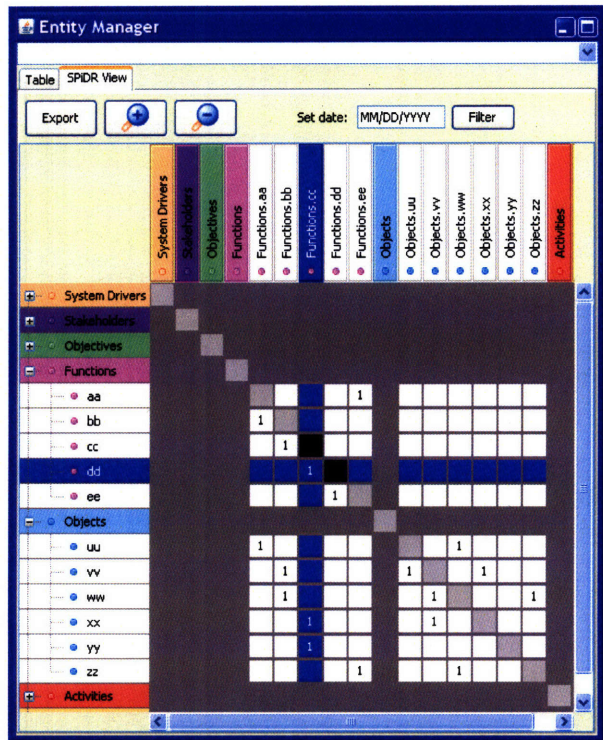 Entity Manager
Table SPiDR View
Export Set date: MM/DD/YYYY Filter
System Drivers Stakeholders Objectives Functions Functions.aa Functions.bb Functions.cc Functions.dd Functions.ee Objects Objects.uu Objects.vv Objects.ww Objects.xx Objects.yy Objects.zz Activities
System Drivers
Stakeholders
Objectives
Functions
aa 1
bb 1
cc 1
dd 1
ee 1
Objects
uu 1 1
vv 1 1 1
ww 1 1 1
xx 1 1
yy 1
zz 1 1
Activities